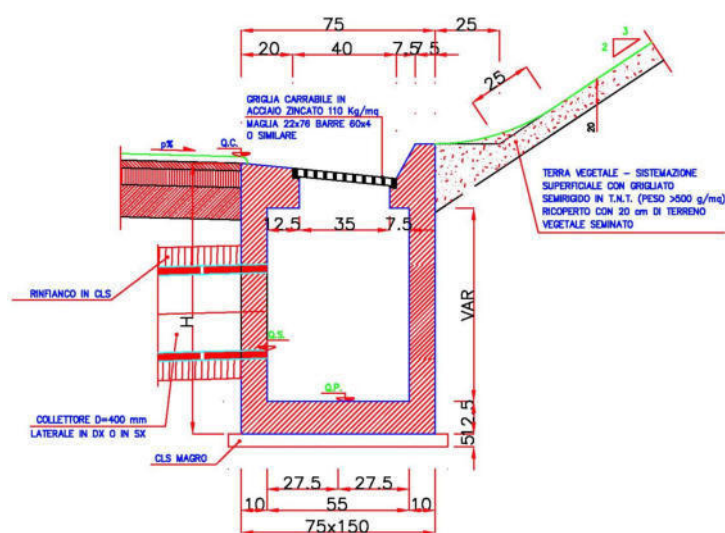 75
25
20
40
7.5
7.5
3
2
25
GRIGLIA CARRABILE IN
ACCIAIO ZINCATO 110 Kg/mq
MAGLIA 22x76 BARRE 60x4
O SIMILARE
p%
Q.C.
20
TERRA VEGETALE - SISTEMAZIONE
SUPERFICIALE CON GRIGLIATO
SEMIRIGIDO IN T.N.T. (PESO >500 g/mq)
RICOPERTO CON 20 cm DI TERRENO
VEGETALE SEMINATO
12.5
35
7.5
RINFIANCO IN CLS
H
VAR
Q.S.
Q.P.
COLLETTORE D=400 mm
LATERALE IN DX O IN SX
12.5
5
CLS MAGRO
27.5
27.5
10
55
10
75x150